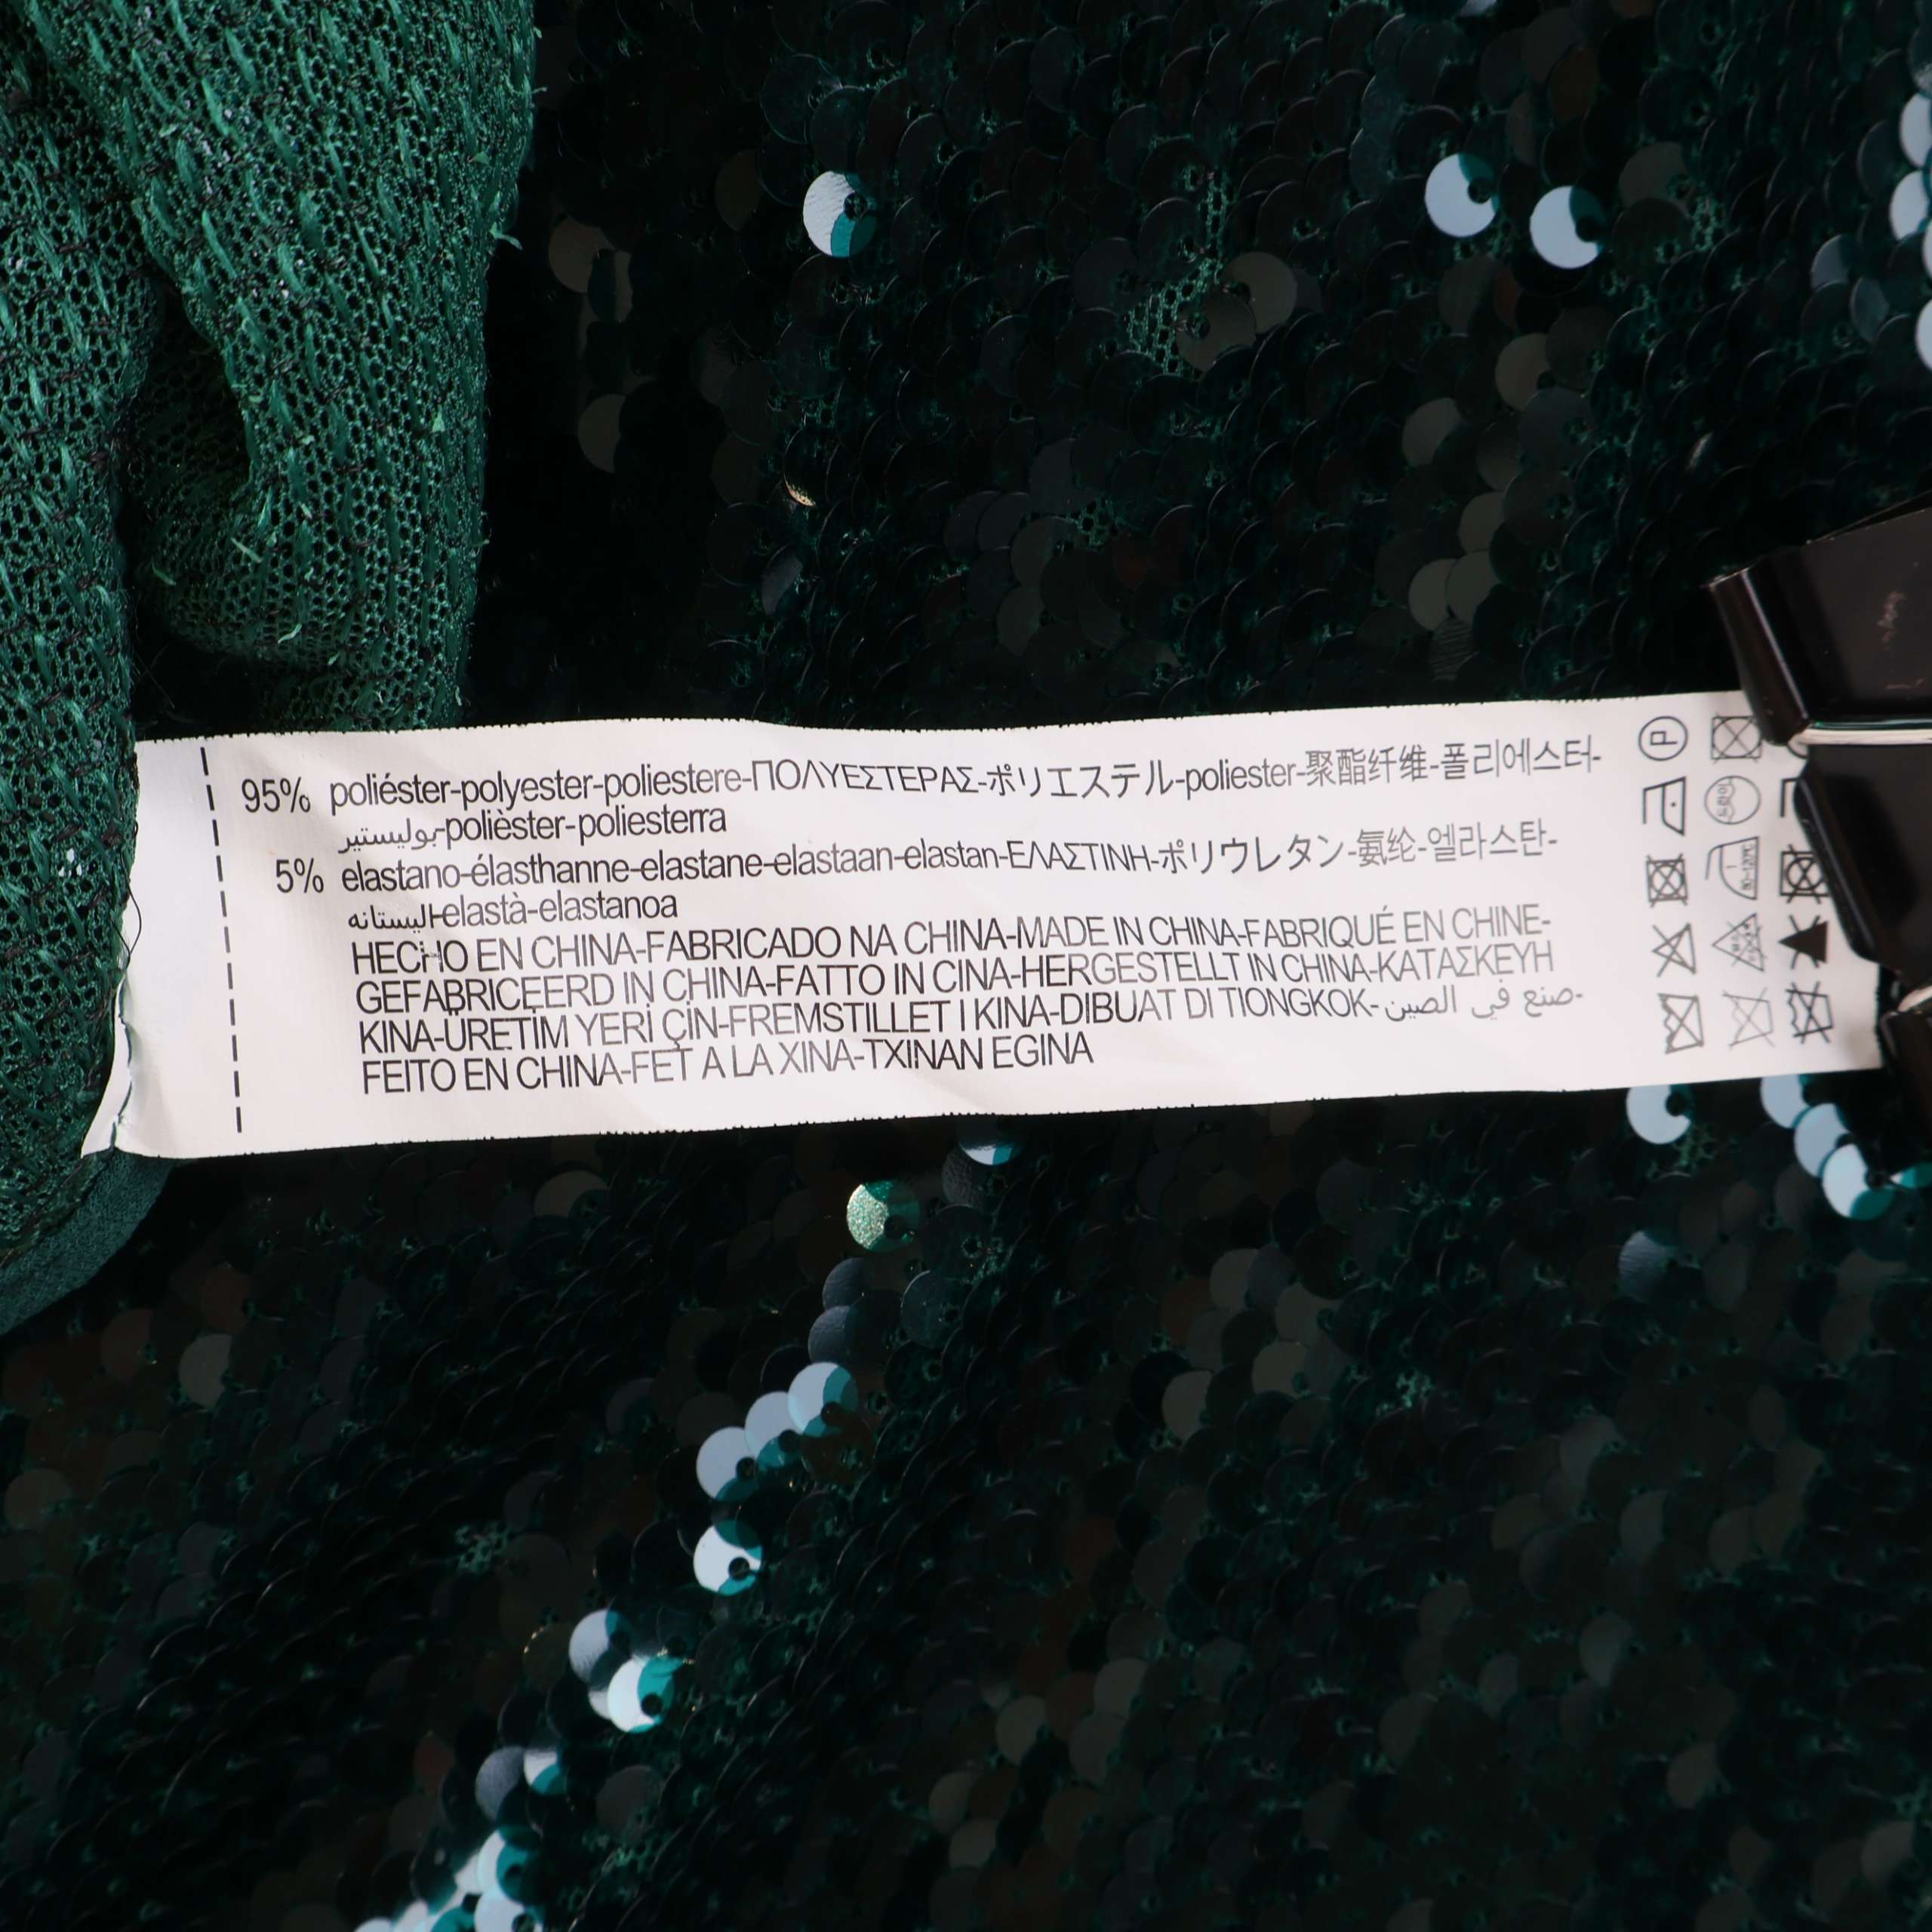 95% poliéster-polyester-poliestere-ΠΟΛΥΕΣΤΕΡΑΣ-ポリエステル-poliester-聚酯纤维-폴리에스터-
بوليستير-polièster-poliesterra
5% elastano-élasthanne-elastane-elastaan-elastan-ΕΛΑΣΤΙΝΗ-ポリウレタン-氨纶-엘라스탄-
اليستانه-elastà-elastanoa
HECHO EN CHINA-FABRICADO NA CHINA-MADE IN CHINA-FABRIQUÉ EN CHINE-
GEFABRICEERD IN CHINA-FATTO IN CINA-HERGESTELLT IN CHINA-ΚΑΤΑΣΚΕΥΗ
KINA-ÜRETİM YERİ ÇİN-FREMSTILLET I KINA-DIBUAT DI TIONGKOK-صنع في الصين-
FEITO EN CHINA-FET A LA XINA-TXINAN EGINA
P